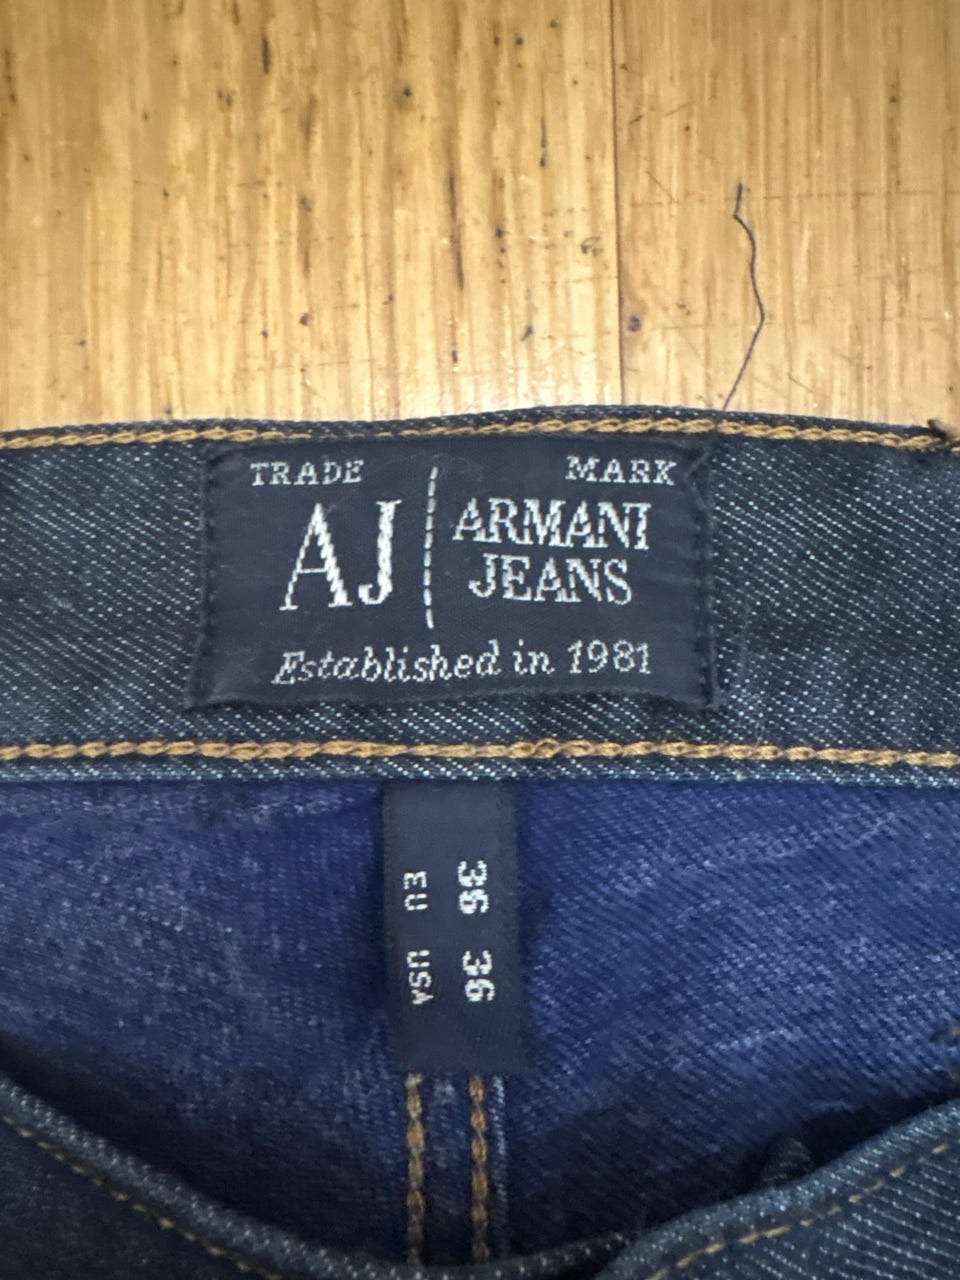 TRADE MARK
AJ ARMANI
JEANS
Established in 1981
EU USA
36 36